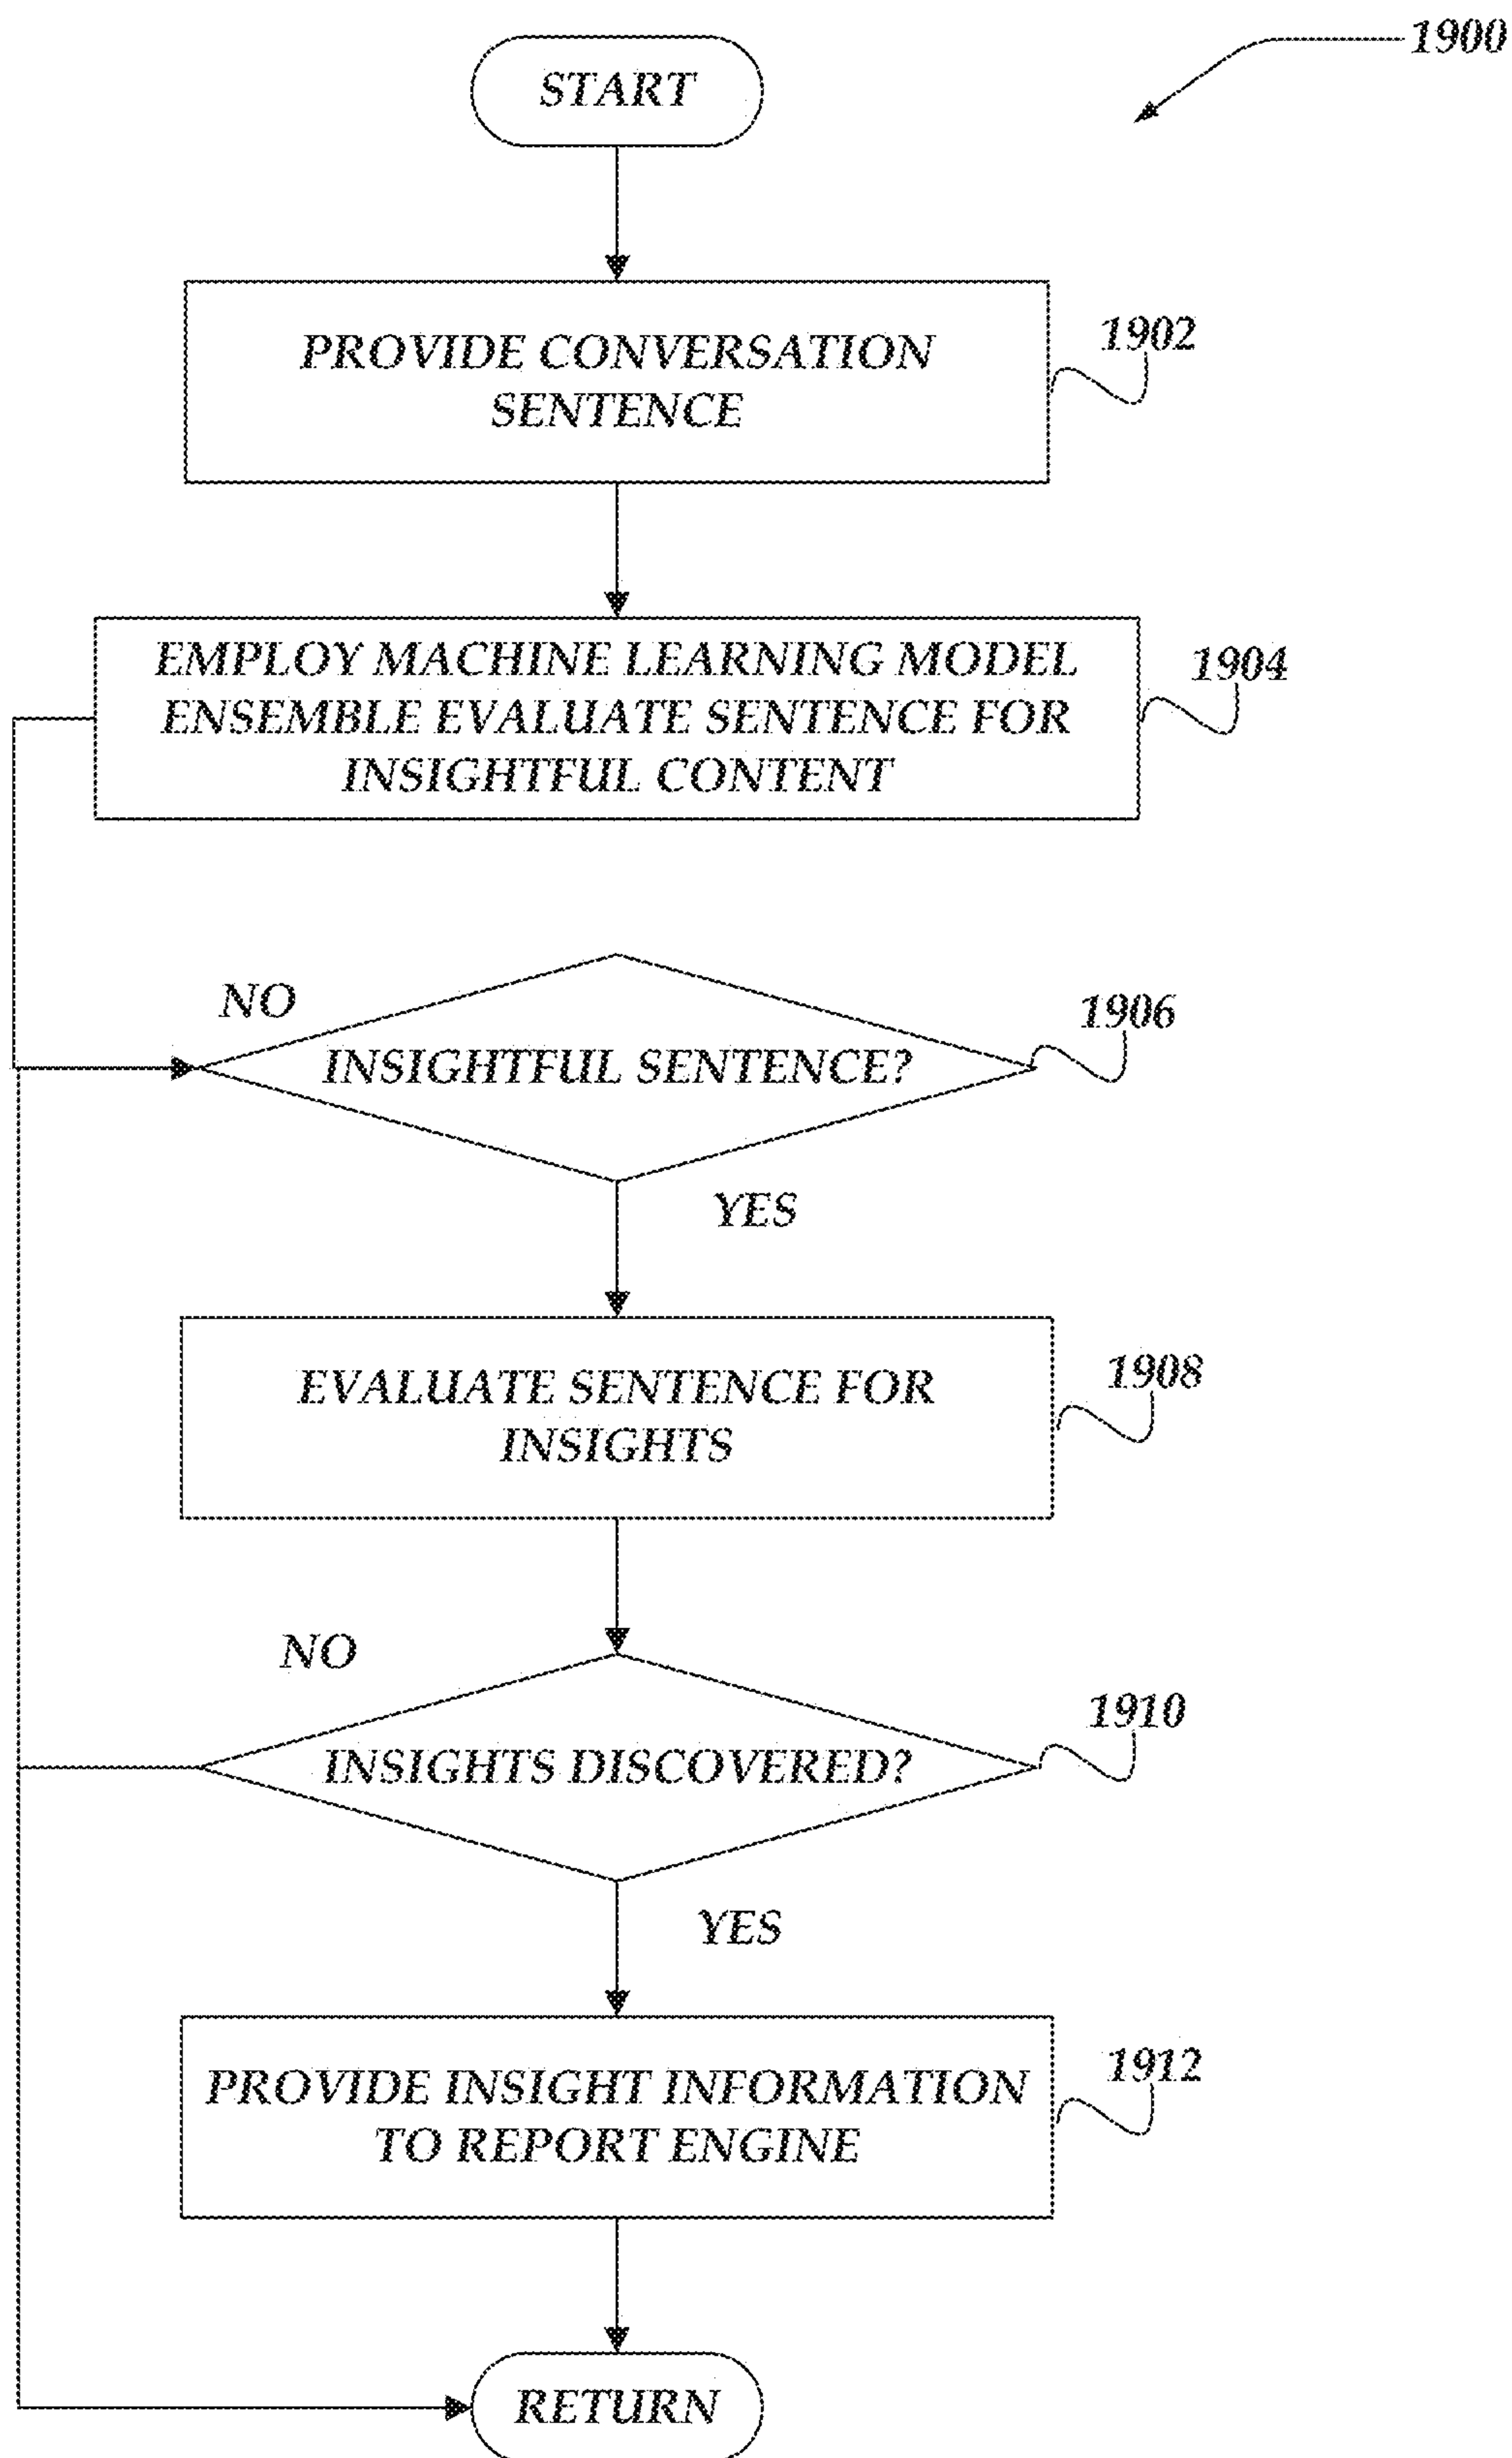 1900
START
PROVIDE CONVERSATION
SENTENCE
1902
EMPLOY MACHINE LEARNING MODEL
ENSEMBLE EVALUATE SENTENCE FOR
INSIGHTFUL CONTENT
1904
NO
INSIGHTFUL SENTENCE?
1906
YES
EVALUATE SENTENCE FOR
INSIGHTS
1908
NO
INSIGHTS DISCOVERED?
1910
YES
PROVIDE INSIGHT INFORMATION
TO REPORT ENGINE
1912
RETURN